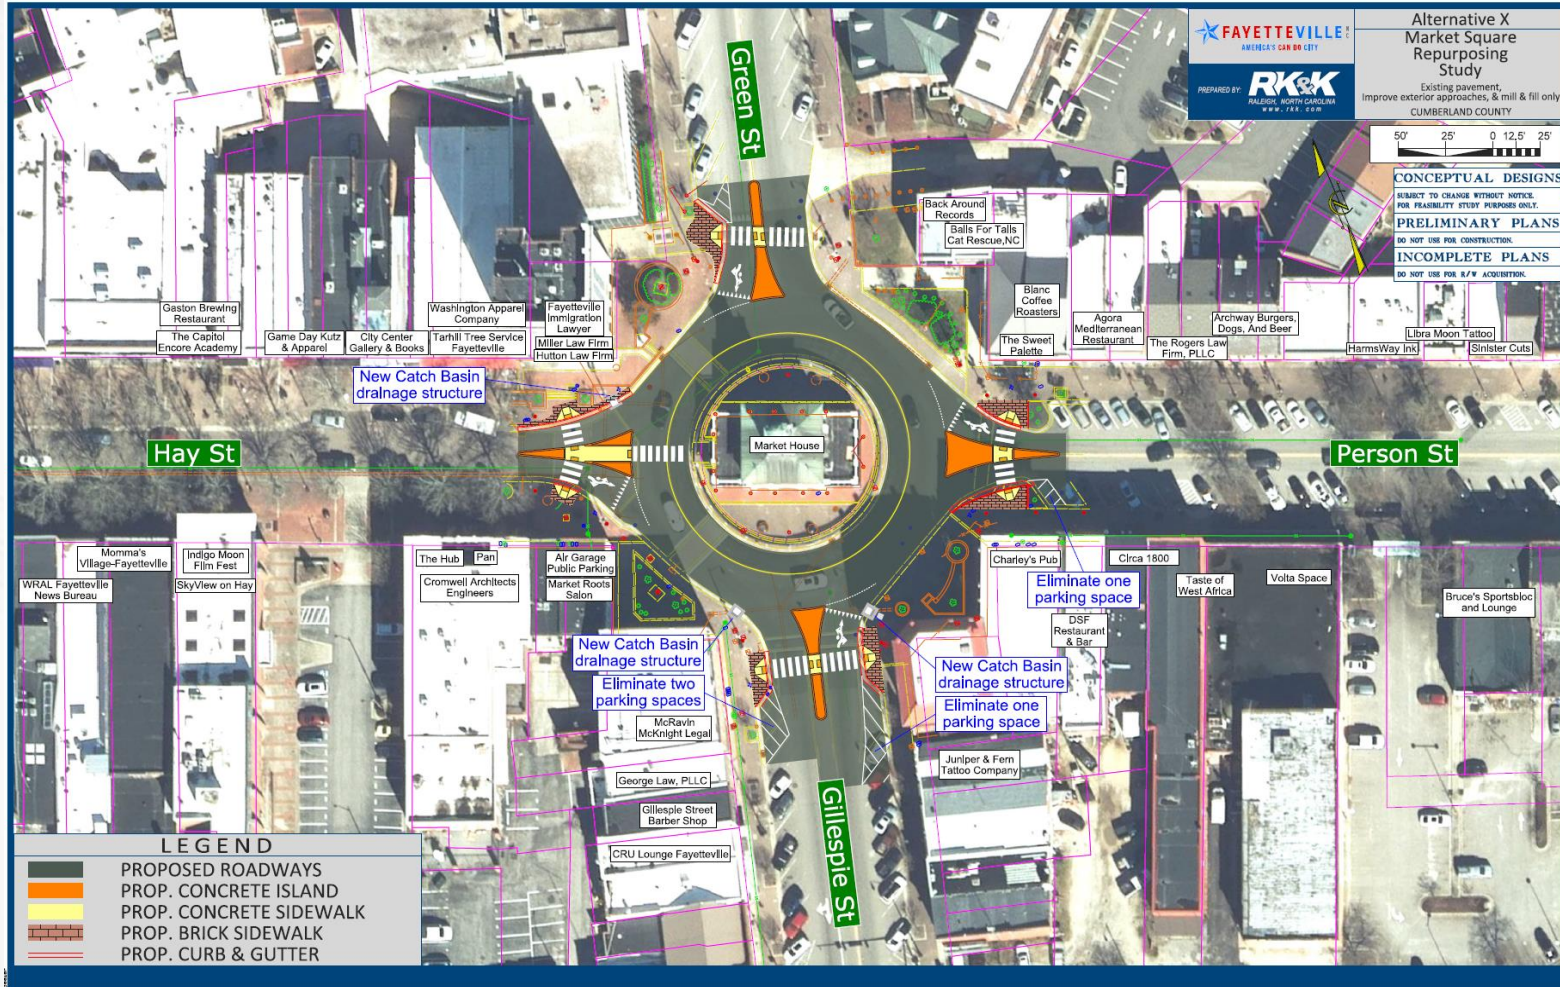 FAYETTEVILLE NC
AMERICA'S CAN DO CITY
PREPARED BY:
RK&K
RALEIGH, NORTH CAROLINA
www.rkk.com
Alternative X
Market Square
Repurposing
Study
Existing pavement,
Improve exterior approaches, & mill & fill only
CUMBERLAND COUNTY
50' 25' 0 12.5' 25'
CONCEPTUAL DESIGNS
SUBJECT TO CHANGE WITHOUT NOTICE.
FOR FEASIBILITY STUDY PURPOSES ONLY.
PRELIMINARY PLANS
DO NOT USE FOR CONSTRUCTION.
INCOMPLETE PLANS
DO NOT USE FOR R/W ACQUISITION.
Green St
Back Around
Records
Balls For Talls
Cat Rescue,NC
Blanc
Coffee
Roasters
The Sweet
Palette
Agora
Mediterranean
Restaurant
The Rogers Law
Firm, PLLC
Archway Burgers,
Dogs, And Beer
HarmsWay Ink
Libra Moon Tattoo
Sinister Cuts
Gaston Brewing
Restaurant
The Capitol
Encore Academy
Game Day Kutz
& Apparel
City Center
Gallery & Books
Washington Apparel
Company
Tarhill Tree Service
Fayetteville
Fayetteville
Immigration
Lawyer
Miller Law Firm
Hutton Law Firm
New Catch Basin
drainage structure
Hay St
Market House
Person St
WRAL Fayetteville
News Bureau
Momma's
Village-Fayetteville
Indigo Moon
Film Fest
SkyView on Hay
The Hub
Pan
Cromwell Architects
Engineers
Air Garage
Public Parking
Market Roots
Salon
Charley's Pub
Circa 1800
Eliminate one
parking space
Taste of
West Africa
Volta Space
Bruce's Sportsbloc
and Lounge
DSF
Restaurant
& Bar
New Catch Basin
drainage structure
Eliminate two
parking spaces
New Catch Basin
drainage structure
Eliminate one
parking space
McRavin
McKnight Legal
George Law, PLLC
Gillespie Street
Barber Shop
CRU Lounge Fayetteville
Juniper & Fern
Tattoo Company
Gillespie St
LEGEND
PROPOSED ROADWAYS
PROP. CONCRETE ISLAND
PROP. CONCRETE SIDEWALK
PROP. BRICK SIDEWALK
PROP. CURB & GUTTER